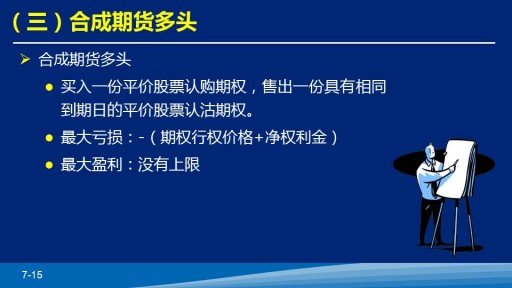 （三）合成期货多头
合成期货多头
买入一份平价股票认购期权，售出一份具有相同
到期日的平价股票认沽期权。
最大亏损：-（期权行权价格+净权利金）
最大盈利：没有上限
7-15